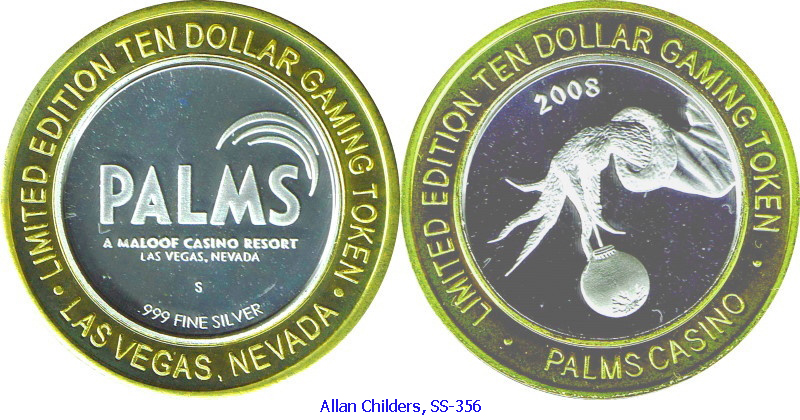 LIMITED EDITION TEN DOLLAR GAMING TOKEN
PALMS
A MALOOF CASINO RESORT
LAS VEGAS, NEVADA
S
.999 FINE SILVER
• LAS VEGAS, NEVADA •
LIMITED EDITION TEN DOLLAR GAMING TOKEN
2008
• PALMS CASINO •
Allan Childers, SS-356